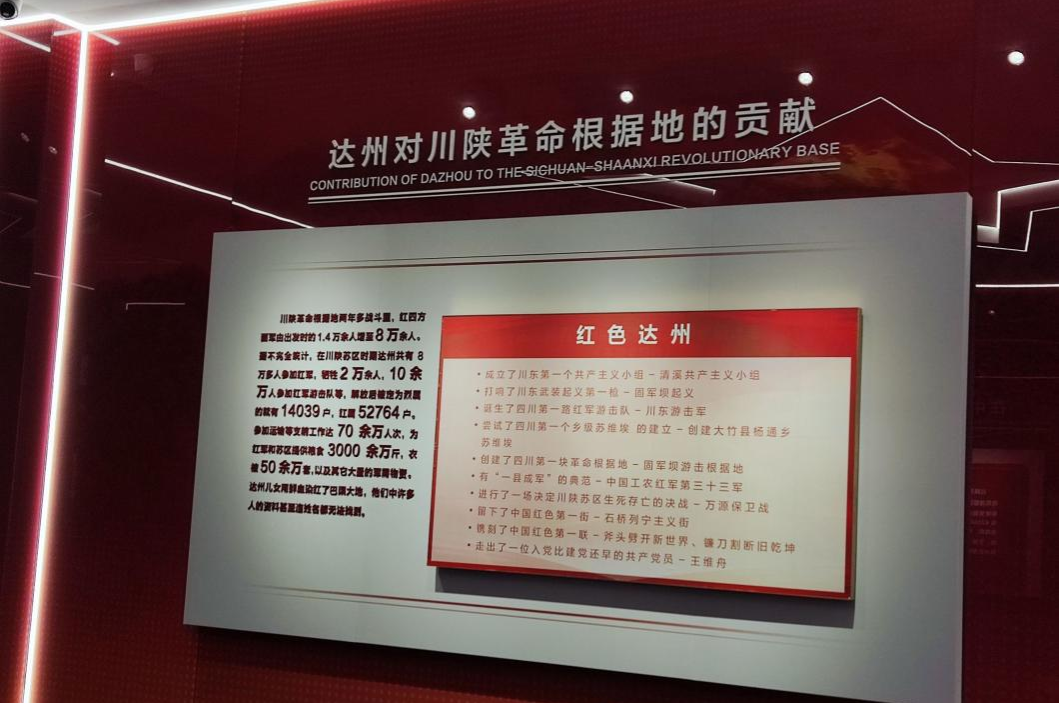 达州对川陕革命根据地的贡献
CONTRIBUTION OF DAZHOU TO THE SICHUAN-SHAANXI REVOLUTIONARY BASE
川陕革命根据地两年多战斗里，红四方
面军由出发时的1.4万余人增至8万余人。
据不完全统计，在川陕苏区时期达州共有 8
万多人参加红军，牺牲2万余人，10余
万人参加红军游击队等，解放后被定为烈属
的就有14039户，红属52764户。
参加运输等支前工作达 70 余万人次，为
红军和苏区提供粮食 3000 余万斤，衣
被50余万套，以及其它大量的军需物资。
达州儿女用鲜血染红了巴渠大地，他们中许多
人的资料甚至连姓名都无法找到。
红色达州
• 成立了川东第一个共产主义小组－清溪共产主义小组
• 打响了川东武装起义第一枪－固军坝起义
• 诞生了四川第一路红军游击队－川东游击军
• 尝试了四川第一个乡级苏维埃 的建立－创建大竹县杨通乡
苏维埃
• 创建了四川第一块革命根据地－固军坝游击根据地
• 有“一县成军”的典范－中国工农红军第三十三军
• 进行了一场决定川陕苏区生死存亡的决战－万源保卫战
• 留下了中国红色第一街－石桥列宁主义街
• 镌刻了中国红色第一联－斧头劈开新世界、镰刀割断旧乾坤
• 走出了一位入党比建党还早的共产党员－王维舟